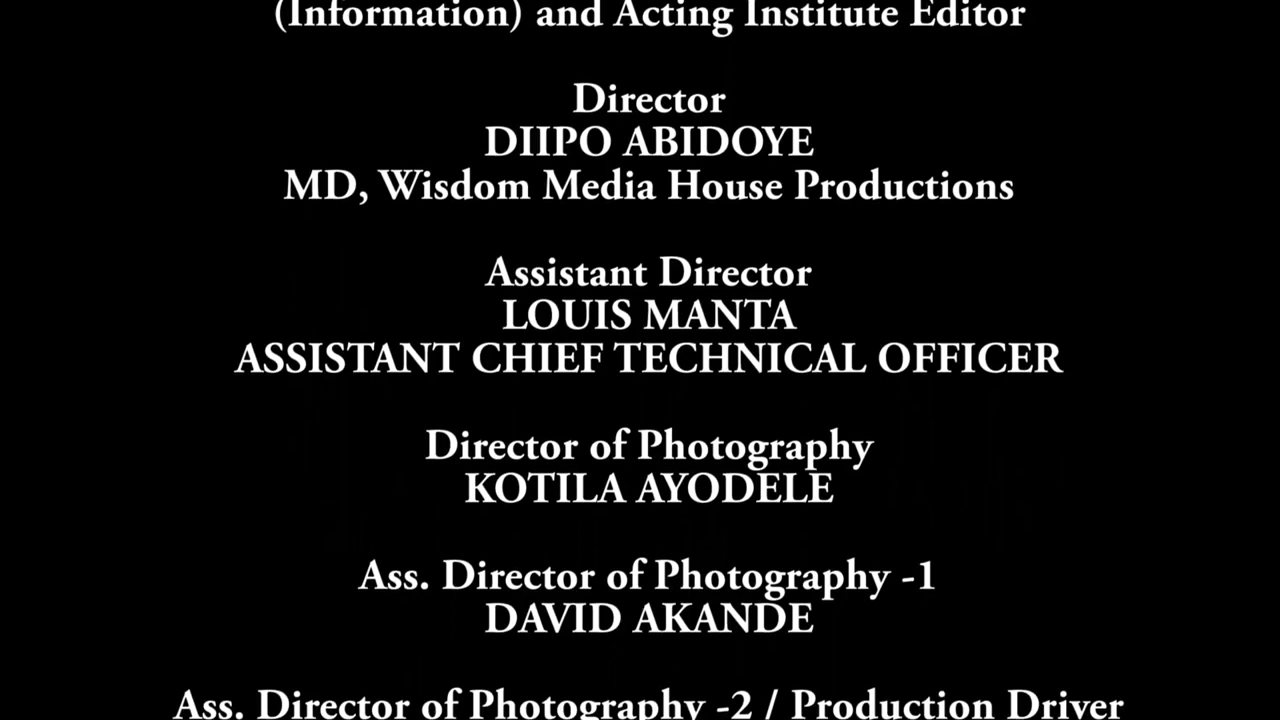 (Information) and Acting Institute Editor
Director
DIIPO ABIDOYE
MD, Wisdom Media House Productions
Assistant Director
LOUIS MANTA
ASSISTANT CHIEF TECHNICAL OFFICER
Director of Photography
KOTILA AYODELE
Ass. Director of Photography -1
DAVID AKANDE
Ass. Director of Photography -2 / Production Driver